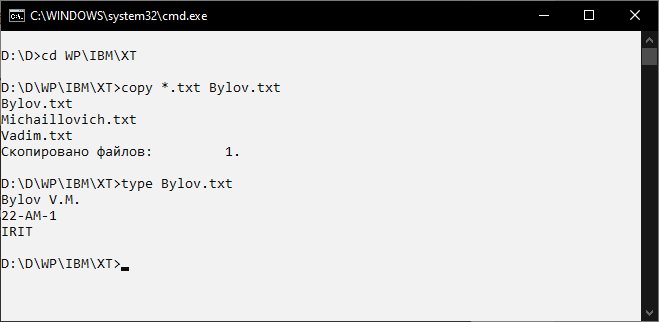 C:\WINDOWS\system32\cmd.exe
D:\D>cd WP\IBM\XT
D:\D\WP\IBM\XT>copy *.txt Bylov.txt
Bylov.txt
Michaillovich.txt
Vadim.txt
Скопировано файлов:         1.
D:\D\WP\IBM\XT>type Bylov.txt
Bylov V.M.
22-AM-1
IRIT
D:\D\WP\IBM\XT>